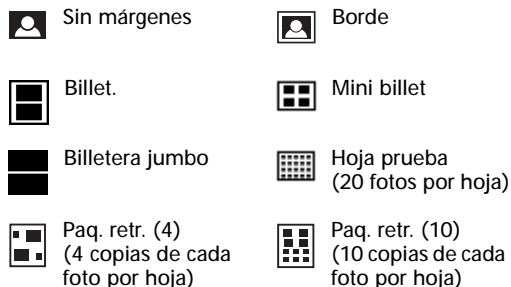 Sin márgenes
Borde
Billet.
Mini billet
Billetera jumbo
Hoja prueba
(20 fotos por hoja)
Paq. retr. (4)
(4 copias de cada
foto por hoja)
Paq. retr. (10)
(10 copias de cada
foto por hoja)